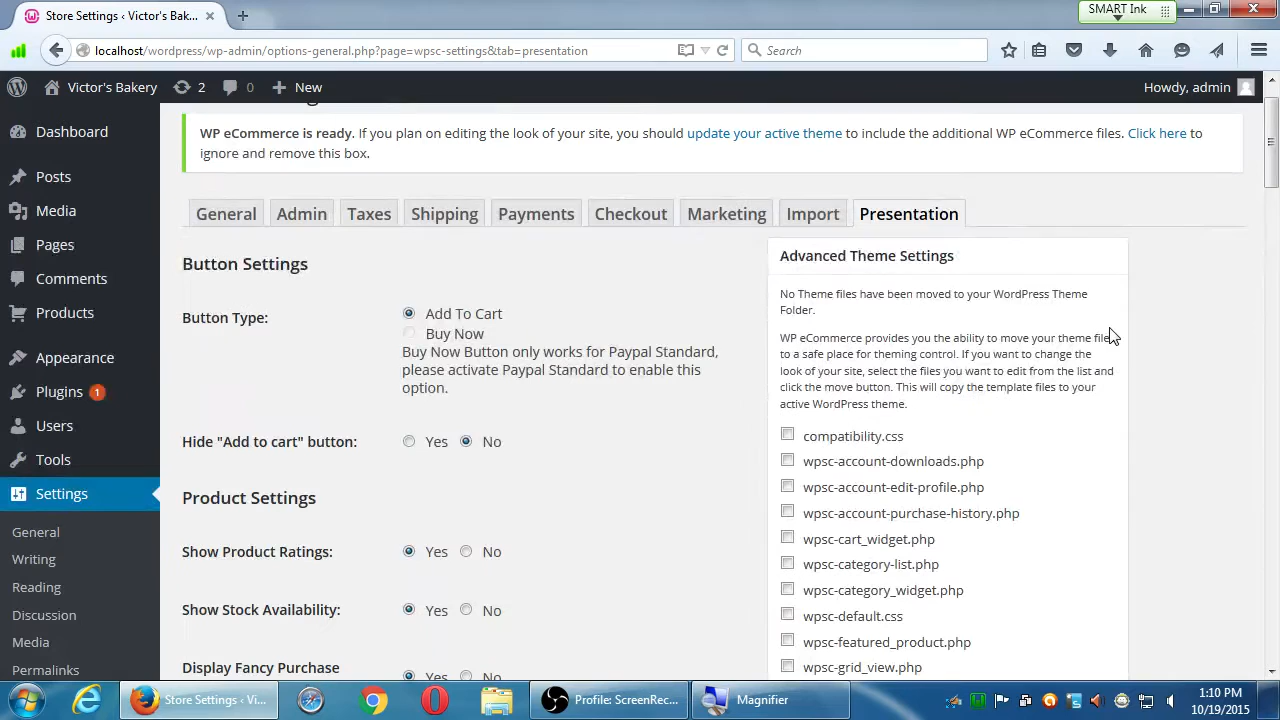 Store Settings ‹ Victor's Bak...
SMART Ink
localhost/wordpress/wp-admin/options-general.php?page=wpsc-settings&tab=presentation
Search
Victor's Bakery
2
0
New
Howdy, admin
WP eCommerce is ready. If you plan on editing the look of your site, you should update your active theme to include the additional WP eCommerce files. Click here to
ignore and remove this box.
Dashboard
Posts
Media
Pages
Comments
Products
Appearance
Plugins 1
Users
Tools
Settings
General
Writing
Reading
Discussion
Media
Permalinks
General
Admin
Taxes
Shipping
Payments
Checkout
Marketing
Import
Presentation
Button Settings
Button Type:
Add To Cart
Buy Now
Buy Now Button only works for Paypal Standard,
please activate Paypal Standard to enable this
option.
Hide "Add to cart" button:
Yes
No
Product Settings
Show Product Ratings:
Yes
No
Show Stock Availability:
Yes
No
Display Fancy Purchase
Yes
No
Advanced Theme Settings
No Theme files have been moved to your WordPress Theme
Folder.
WP eCommerce provides you the ability to move your theme files
to a safe place for theming control. If you want to change the
look of your site, select the files you want to edit from the list and
click the move button. This will copy the template files to your
active WordPress theme.
compatibility.css
wpsc-account-downloads.php
wpsc-account-edit-profile.php
wpsc-account-purchase-history.php
wpsc-cart_widget.php
wpsc-category-list.php
wpsc-category_widget.php
wpsc-default.css
wpsc-featured_product.php
wpsc-grid_view.php
Store Settings ‹ Vi...
Profile: ScreenRec...
Magnifier
1:10 PM
10/19/2015